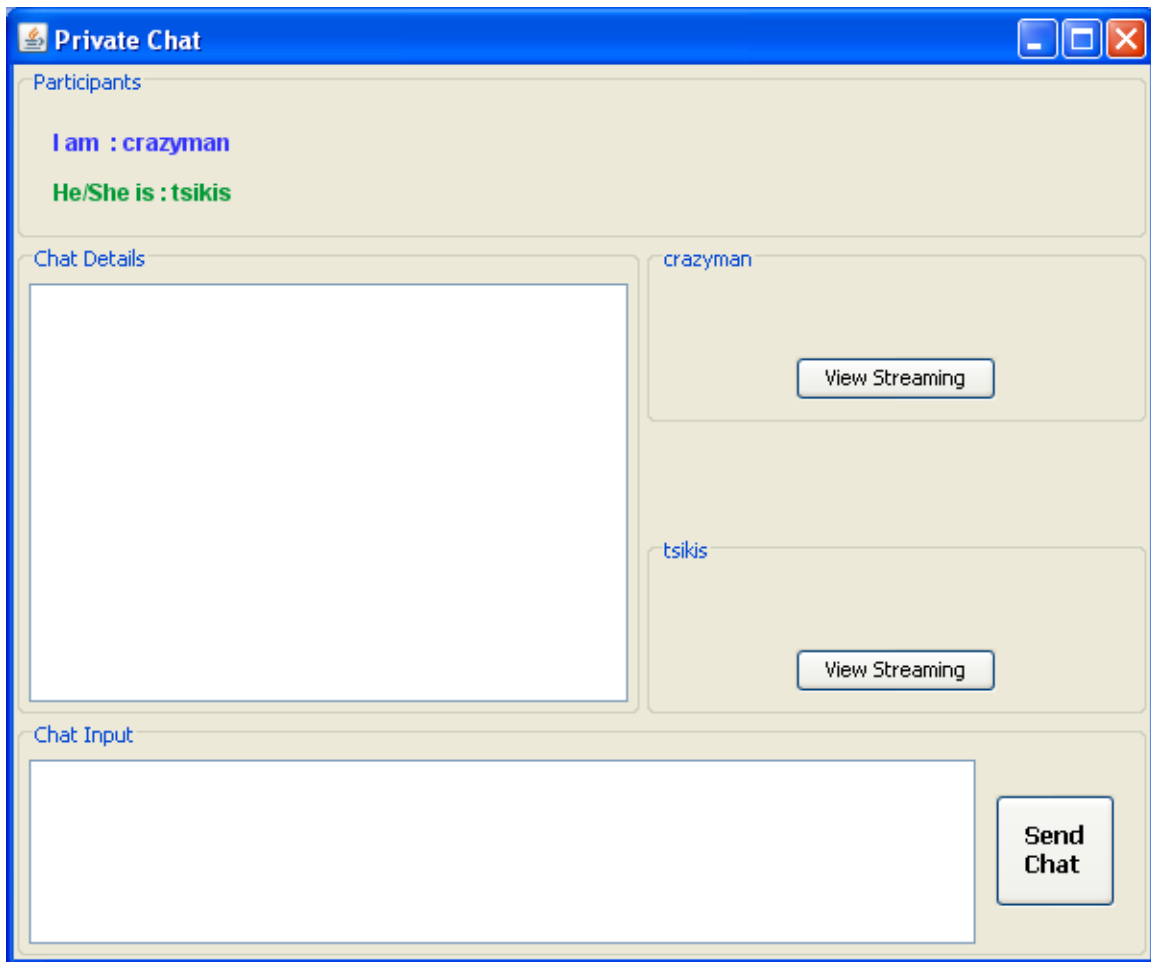 Private Chat
Participants
I am : crazyman
He/She is : tsikis
Chat Details
crazyman
View Streaming
tsikis
View Streaming
Chat Input
Send
Chat